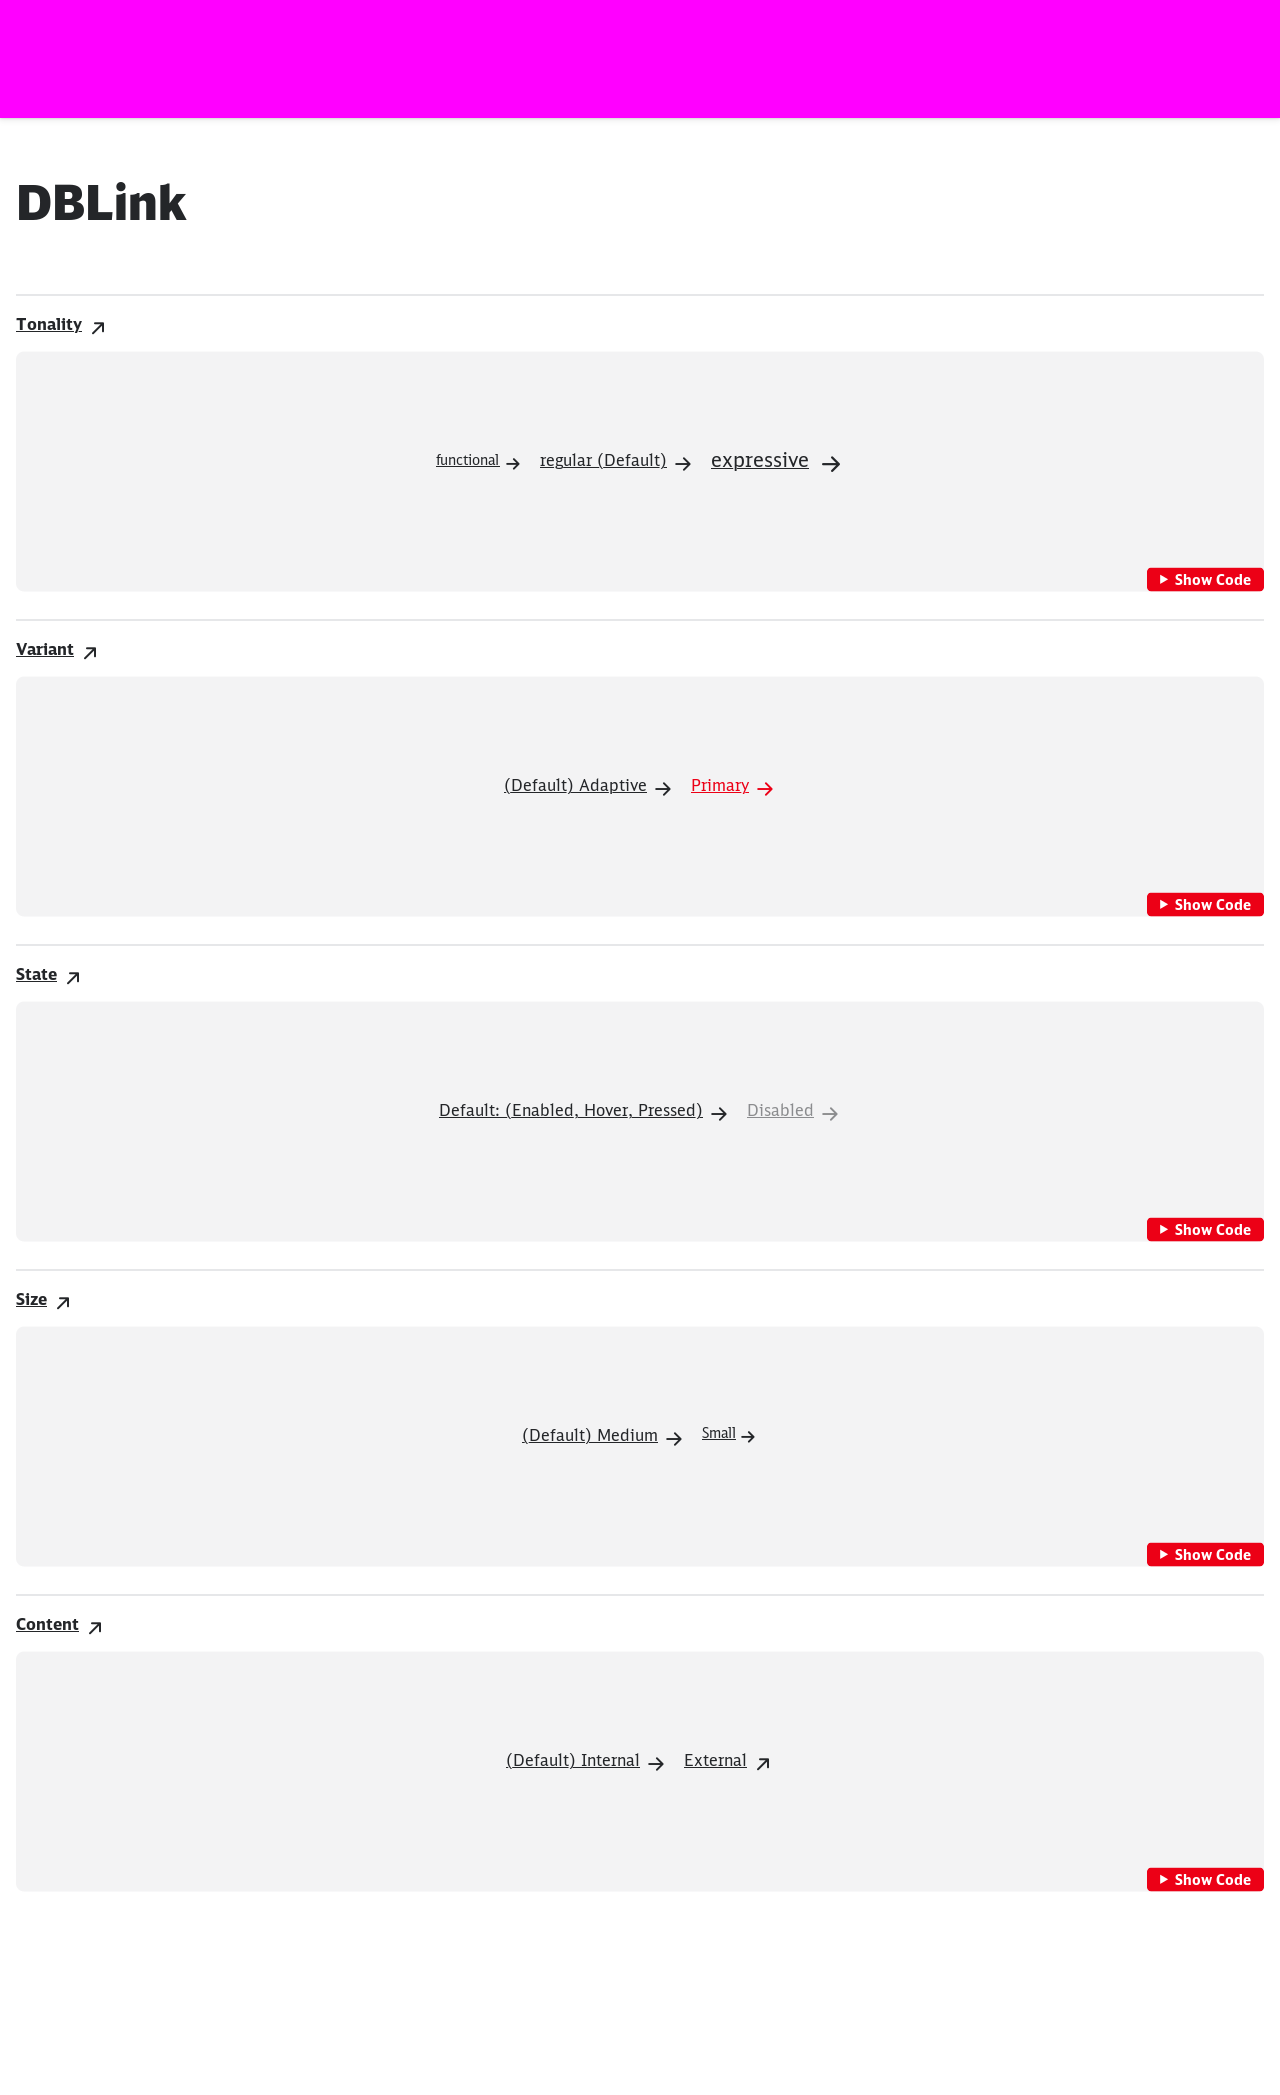 DBLink
Tonality
functional regular (Default) expressive
Show Code
Variant
(Default) Adaptive Primary
Show Code
State
Default: (Enabled, Hover, Pressed) Disabled
Show Code
Size
(Default) Medium Small
Show Code
Content
(Default) Internal External
Show Code